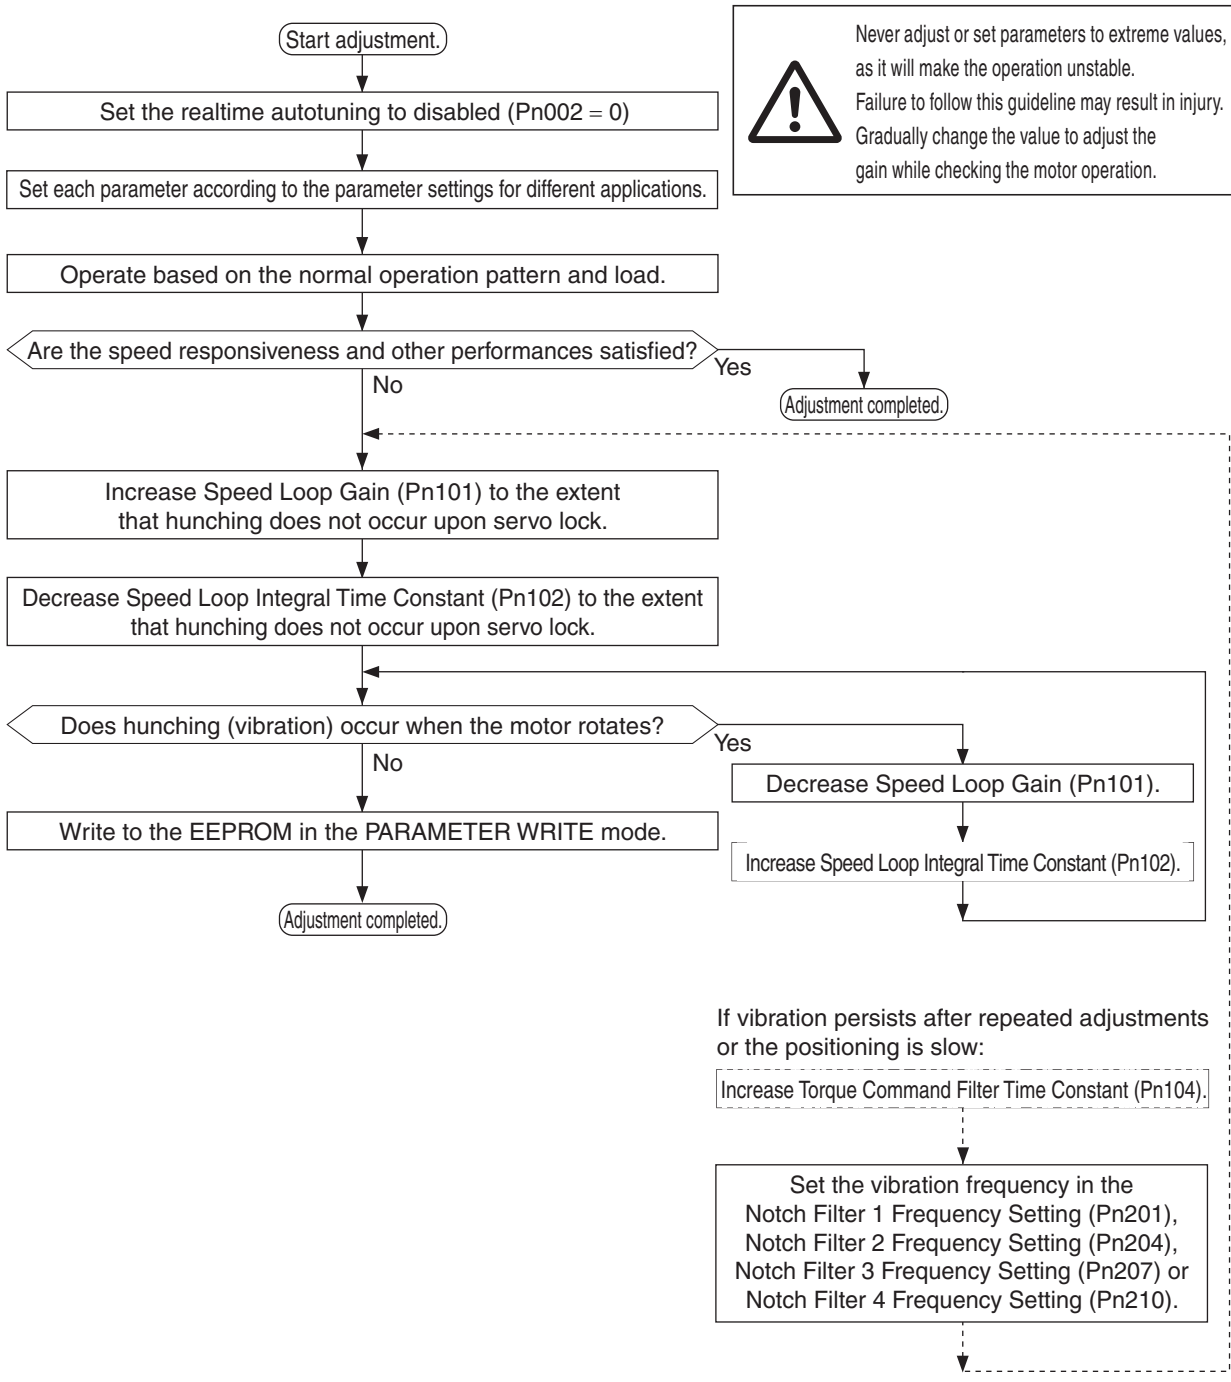 Start adjustment.
Never adjust or set parameters to extreme values,
as it will make the operation unstable.
Failure to follow this guideline may result in injury.
Gradually change the value to adjust the
gain while checking the motor operation.
Set the realtime autotuning to disabled (Pn002 = 0)
Set each parameter according to the parameter settings for different applications.
Operate based on the normal operation pattern and load.
Are the speed responsiveness and other performances satisfied?
Yes
No
Adjustment completed.
Increase Speed Loop Gain (Pn101) to the extent
that hunching does not occur upon servo lock.
Decrease Speed Loop Integral Time Constant (Pn102) to the extent
that hunching does not occur upon servo lock.
Does hunching (vibration) occur when the motor rotates?
Yes
No
Decrease Speed Loop Gain (Pn101).
Write to the EEPROM in the PARAMETER WRITE mode.
Increase Speed Loop Integral Time Constant (Pn102).
Adjustment completed.
If vibration persists after repeated adjustments
or the positioning is slow:
Increase Torque Command Filter Time Constant (Pn104).
Set the vibration frequency in the
Notch Filter 1 Frequency Setting (Pn201),
Notch Filter 2 Frequency Setting (Pn204),
Notch Filter 3 Frequency Setting (Pn207) or
Notch Filter 4 Frequency Setting (Pn210).